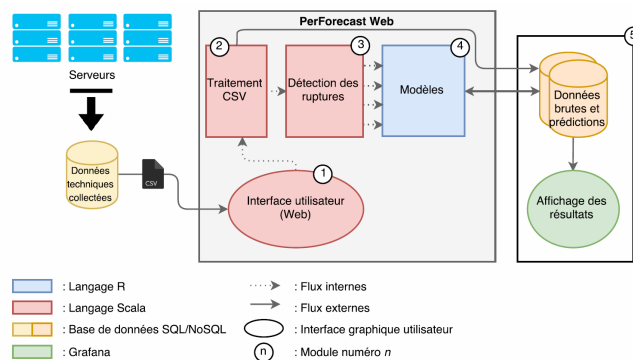 PerForecast Web
Serveurs
2
3
4
5
Traitement
CSV
Détection des
ruptures
Modèles
Données
brutes et
prédictions
Données
techniques
collectées
CSV
1
Interface utilisateur
(Web)
Affichage des
résultats
: Langage R
: Flux internes
: Langage Scala
: Flux externes
: Base de données SQL/NoSQL
: Interface graphique utilisateur
: Grafana
n
: Module numéro n